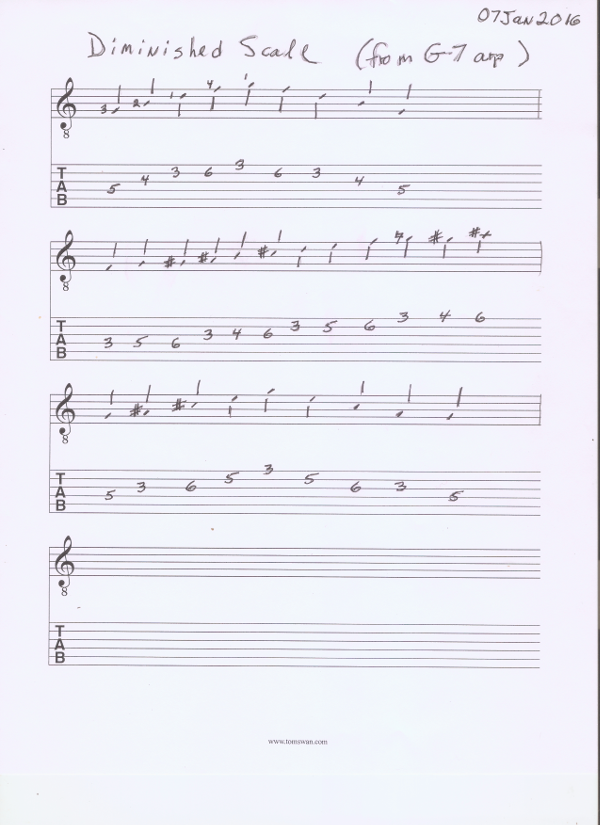 07Jan2016
Diminished Scale (from G-7 arp)
3 2 1 4 1
8
T A B 5 4 3 6 3 6 3 4 5
♮ # #x
# # #
8
T A B 3 5 6 3 4 6 3 5 6 3 4 6
# #
8
T A B 5 3 6 5 3 5 6 3 5
8
T A B
www.tomswan.com